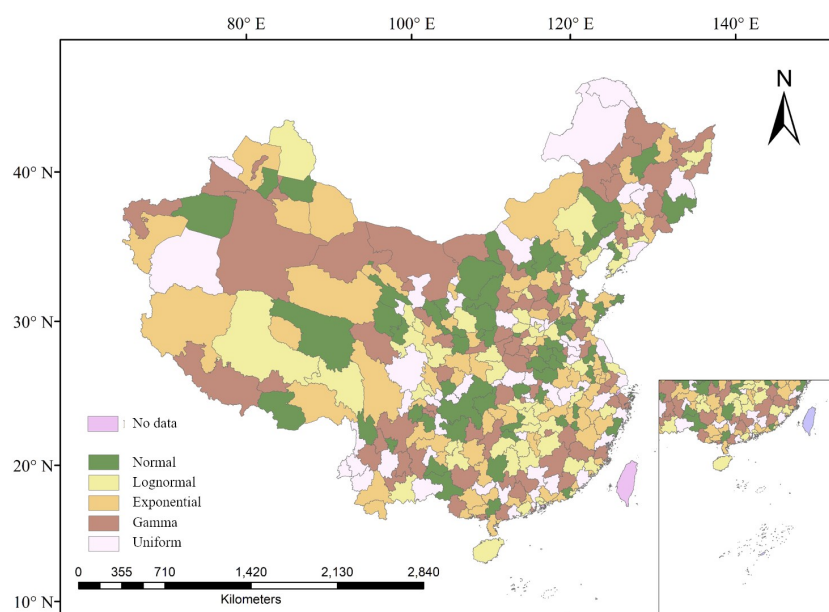 80° E 100° E 120° E 140° E
N
40° N
30° N
20° N
10° N
No data
Normal
Lognormal
Exponential
Gamma
Uniform
0 355 710 1,420 2,130 2,840
Kilometers